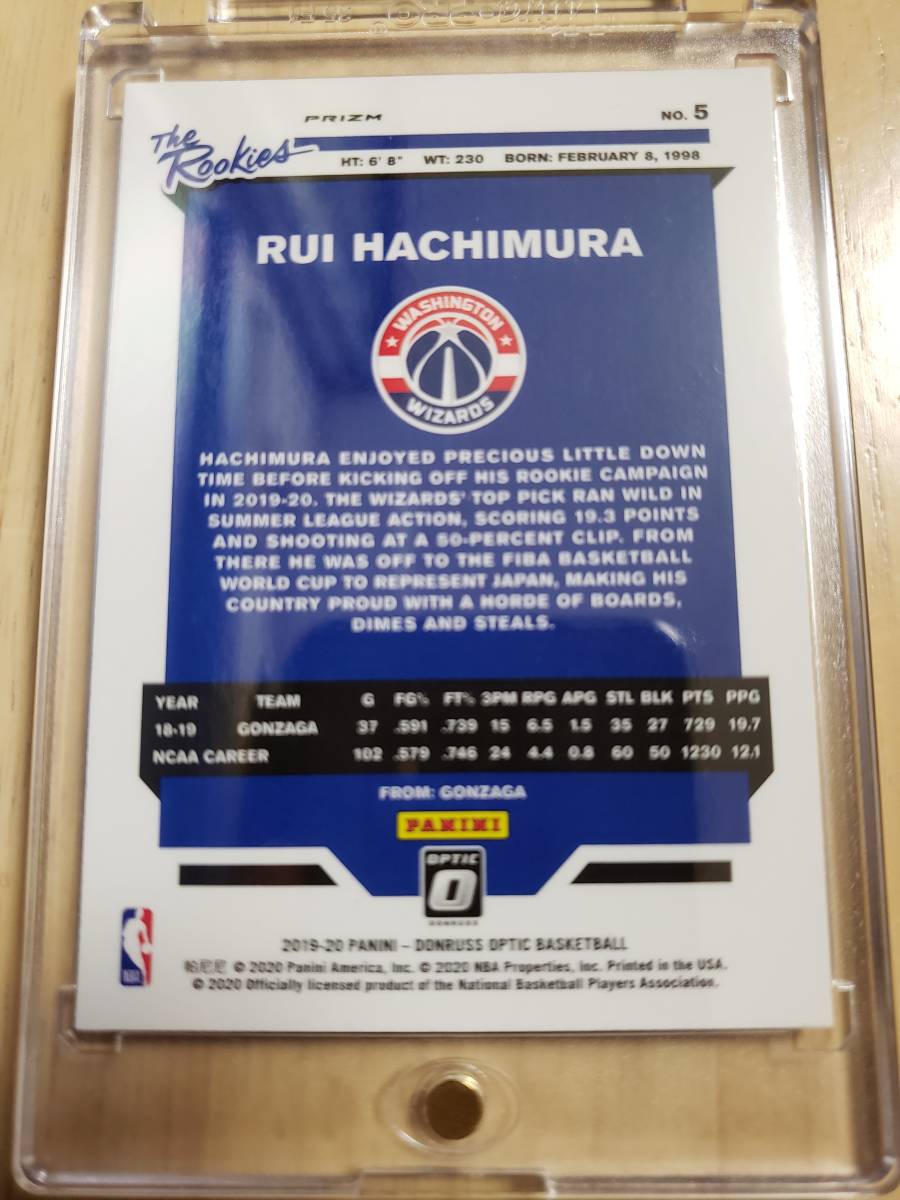 PRIZM
NO. 5
The Rookies
HT: 6' 8" WT: 230 BORN: FEBRUARY 8, 1998
RUI HACHIMURA
WASHINGTON
WIZARDS
HACHIMURA ENJOYED PRECIOUS LITTLE DOWN
TIME BEFORE KICKING OFF HIS ROOKIE CAMPAIGN
IN 2019-20. THE WIZARDS' TOP PICK RAN WILD IN
SUMMER LEAGUE ACTION, SCORING 19.3 POINTS
AND SHOOTING AT A 50-PERCENT CLIP. FROM
THERE HE WAS OFF TO THE FIBA BASKETBALL
WORLD CUP TO REPRESENT JAPAN, MAKING HIS
COUNTRY PROUD WITH A HORDE OF BOARDS,
DIMES AND STEALS.
YEAR TEAM G FG% FT% 3PM RPG APG STL BLK PTS PPG
18-19 GONZAGA 37 .591 .739 15 6.5 1.5 35 27 729 19.7
NCAA CAREER 102 .579 .746 24 4.4 0.8 60 50 1230 12.1
FROM: GONZAGA
PANINI
OPTIC
O
DONRUSS
NBA
2019-20 PANINI – DONRUSS OPTIC BASKETBALL
帕尼尼 © 2020 Panini America, Inc. © 2020 NBA Properties, Inc. Printed in the USA.
© 2020 Officially licensed product of the National Basketball Players Association.